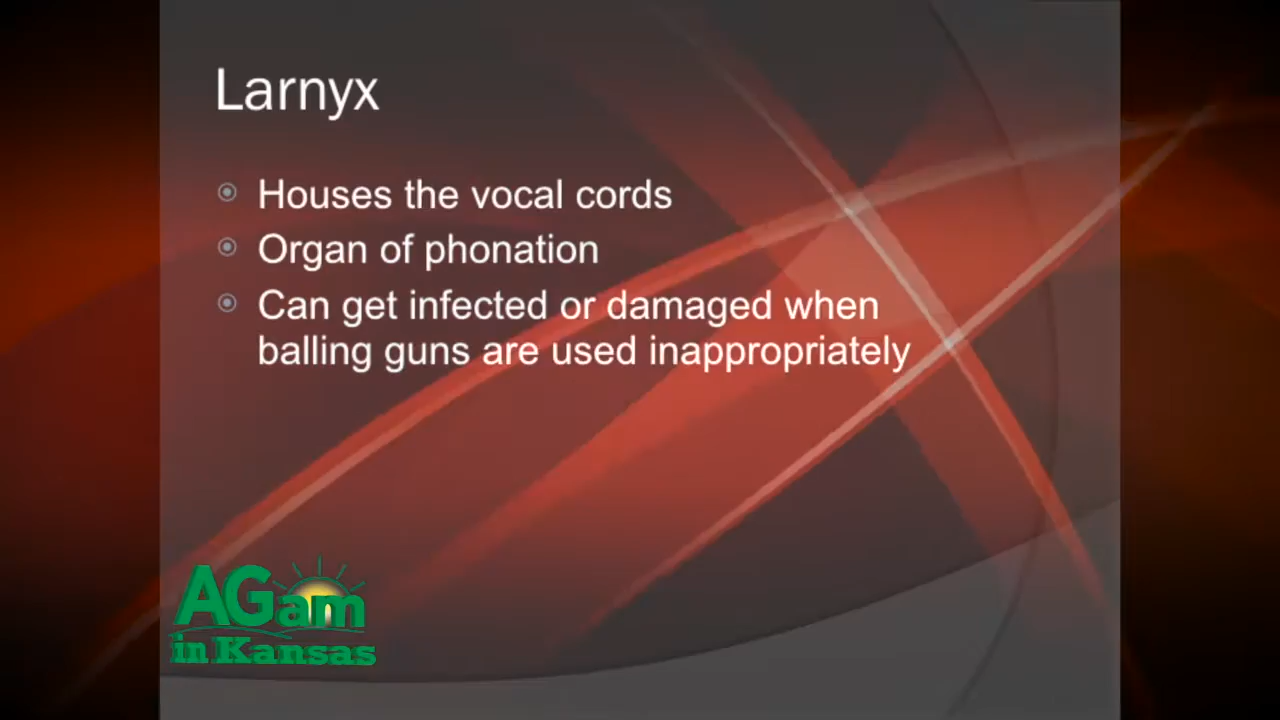 Larnyx
Houses the vocal cords
Organ of phonation
Can get infected or damaged when
balling guns are used inappropriately
AGam
in Kansas